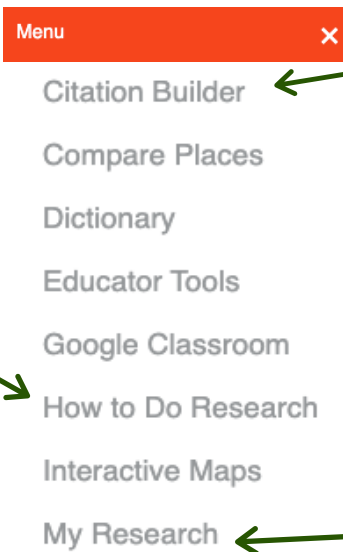 Menu ×
Citation Builder
Compare Places
Dictionary
Educator Tools
Google Classroom
How to Do Research
Interactive Maps
My Research